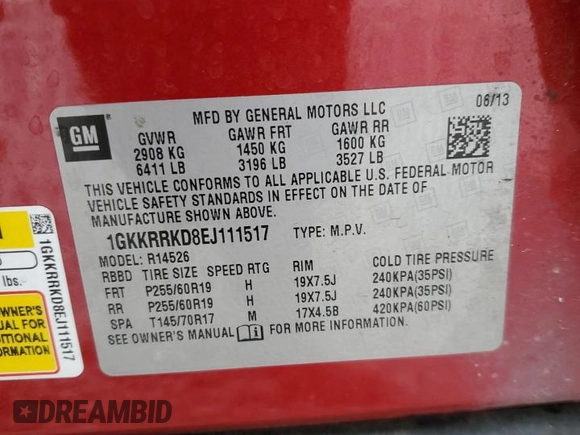 MFD BY GENERAL MOTORS LLC
06/13
GM
GVWR GAWR FRT GAWR RR
2908 KG 1450 KG 1600 KG
6411 LB 3196 LB 3527 LB
THIS VEHICLE CONFORMS TO ALL APPLICABLE U.S. FEDERAL MOTOR
VEHICLE SAFETY STANDARDS IN EFFECT ON THE DATE OF
MANUFACTURE SHOWN ABOVE.
1GKKRRKD8EJ111517 TYPE: M.P.V.
MODEL: R14526
RBBD TIRE SIZE SPEED RTG RIM COLD TIRE PRESSURE
FRT P255/60R19 H 19X7.5J 240KPA(35PSI)
RR P255/60R19 H 19X7.5J 240KPA(35PSI)
SPA T145/70R17 M 17X4.5B 420KPA(60PSI)
SEE OWNER'S MANUAL FOR MORE INFORMATION.
1GKKRRKD8EJ111517
lbs.
OWNER'S
UAL FOR
DITIONAL
ORMATION
DREAMBID